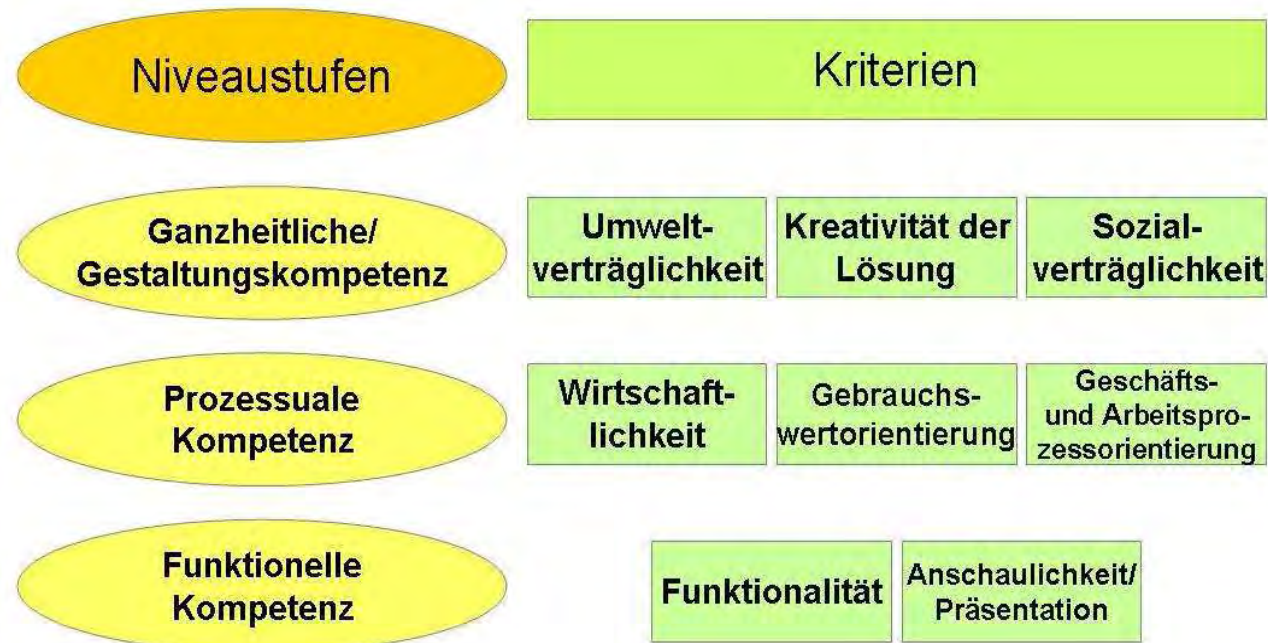 Niveaustufen
Kriterien
Ganzheitliche/
Gestaltungskompetenz
Umwelt-
verträglichkeit
Kreativität der
Lösung
Sozial-
verträglichkeit
Prozessuale
Kompetenz
Wirtschaft-
lichkeit
Gebrauchs-
wertorientierung
Geschäfts-
und Arbeitspro-
zessorientierung
Funktionelle
Kompetenz
Funktionalität
Anschaulichkeit/
Präsentation